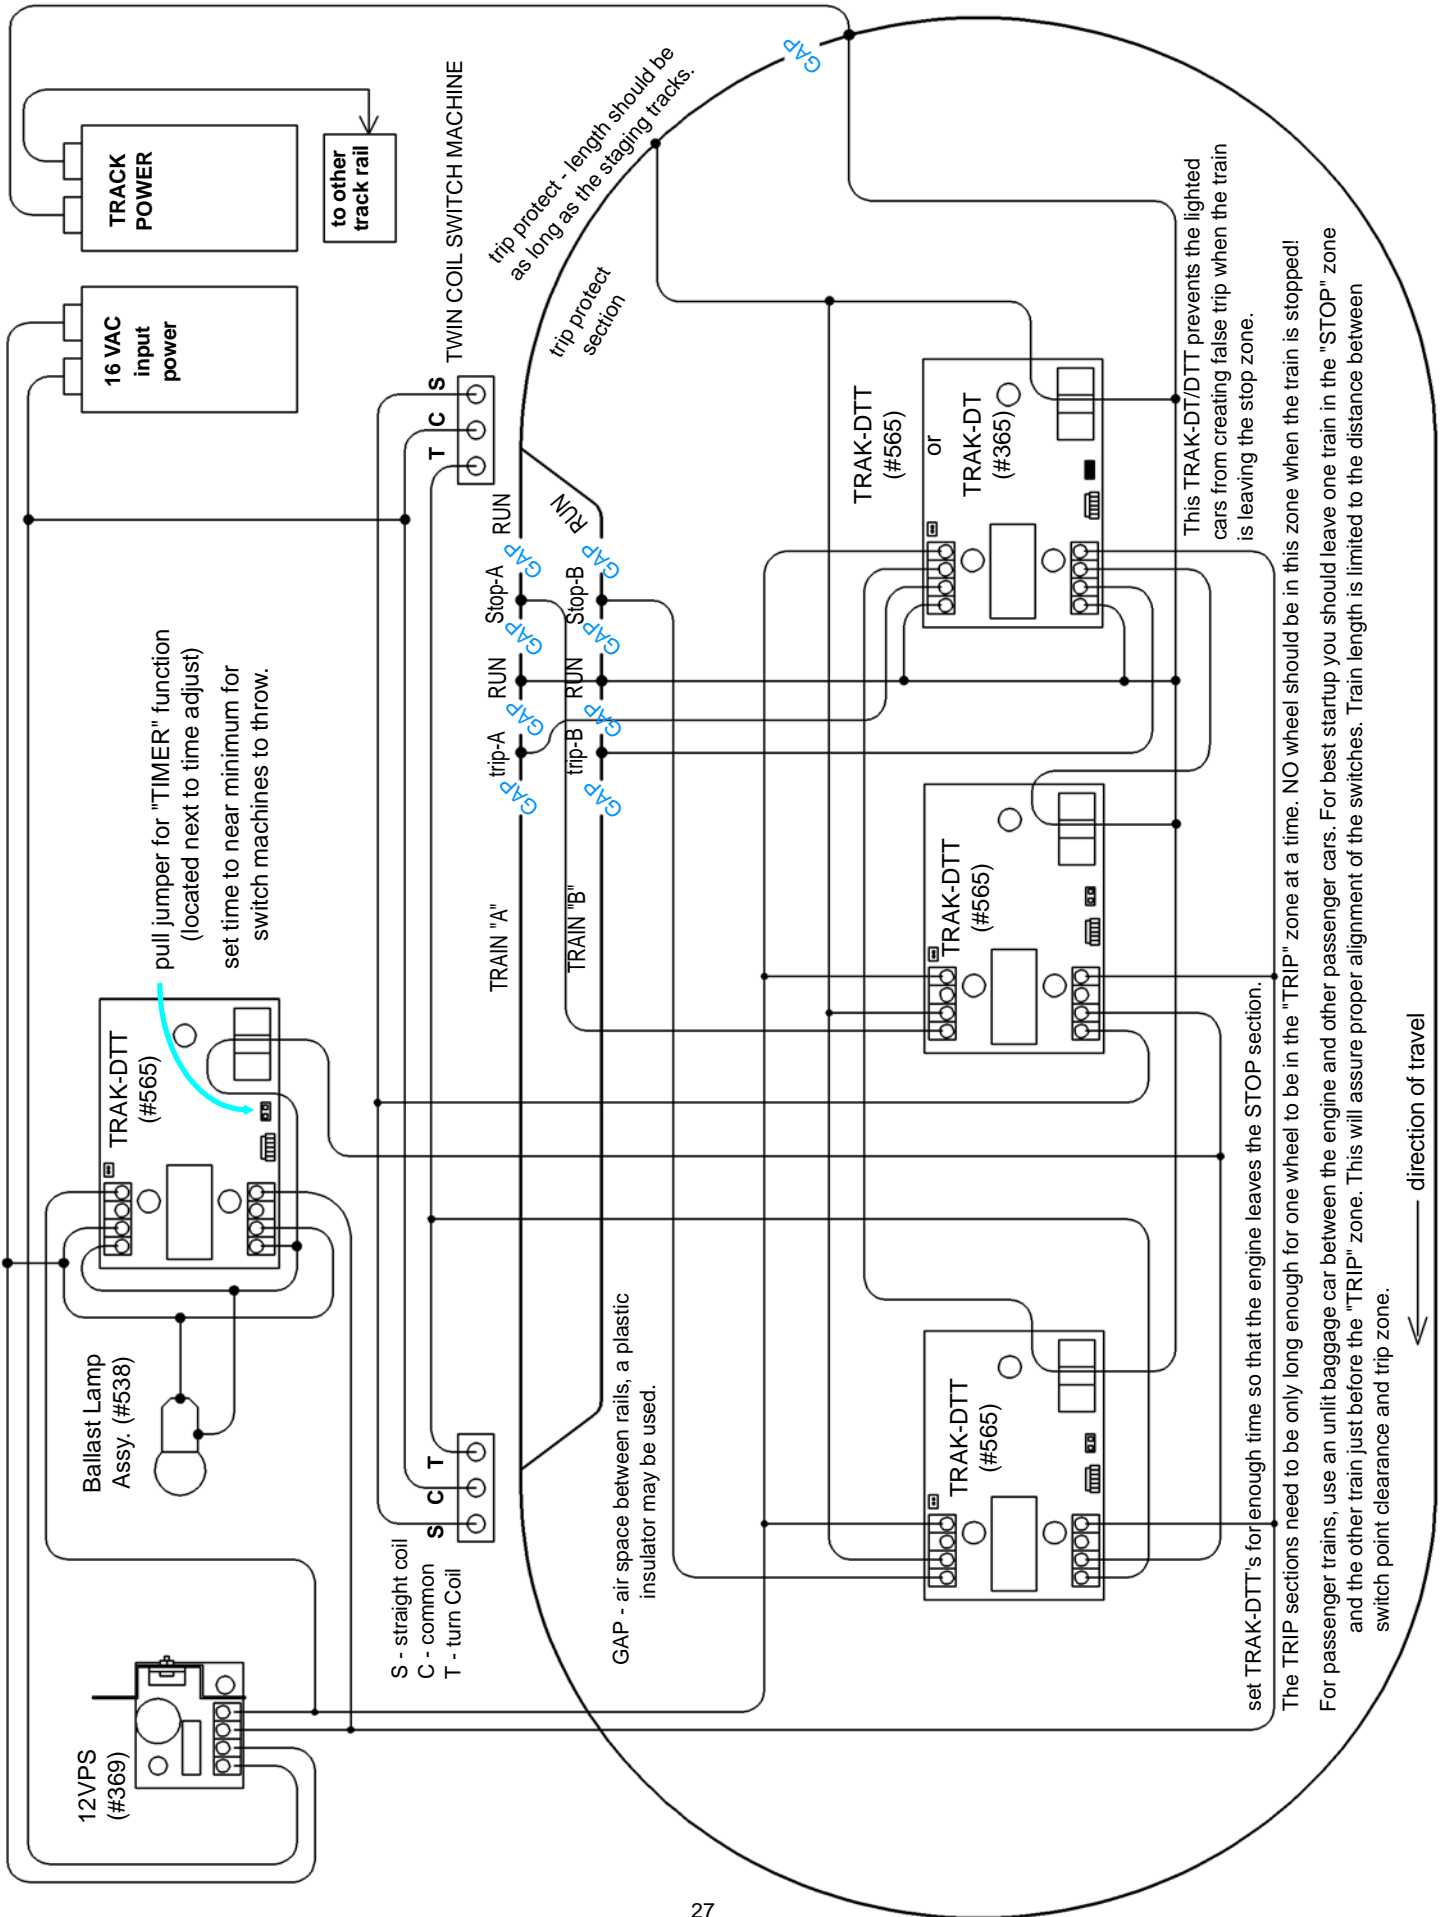 12VPS
(#369)
Ballast Lamp
Assy. (#538)
TRAK-DTT
(#565)
pull jumper for "TIMER" function
(located next to time adjust)
set time to near minimum for
switch machines to throw.
16 VAC
input
power
TRACK
POWER
to other
track rail
S - straight coil
C - common
T - turn Coil
S C T
T C S
TWIN COIL SWITCH MACHINE
TRAIN "A"
GAP
trip-A
GAP
RUN
GAP
Stop-A
GAP
RUN
TRAIN "B"
GAP
trip-B
GAP
RUN
GAP
Stop-B
GAP
RUN
trip protect - length should be
as long as the staging tracks.
trip protect
section
GAP
GAP - air space between rails, a plastic
insulator may be used.
TRAK-DTT
(#565)
TRAK-DTT
(#565)
TRAK-DTT
(#565)
or
TRAK-DT
(#365)
This TRAK-DT/DTT prevents the lighted
cars from creating false trip when the train
is leaving the stop zone.
set TRAK-DTT's for enough time so that the engine leaves the STOP section.
The TRIP sections need to be only long enough for one wheel to be in the "TRIP" zone at a time. NO wheel should be in this zone when the train is stopped!
For passenger trains, use an unlit baggage car between the engine and other passenger cars. For best startup you should leave one train in the "STOP" zone
and the other train just before the "TRIP" zone. This will assure proper alignment of the switches. Train length is limited to the distance between
switch point clearance and trip zone.
direction of travel
27